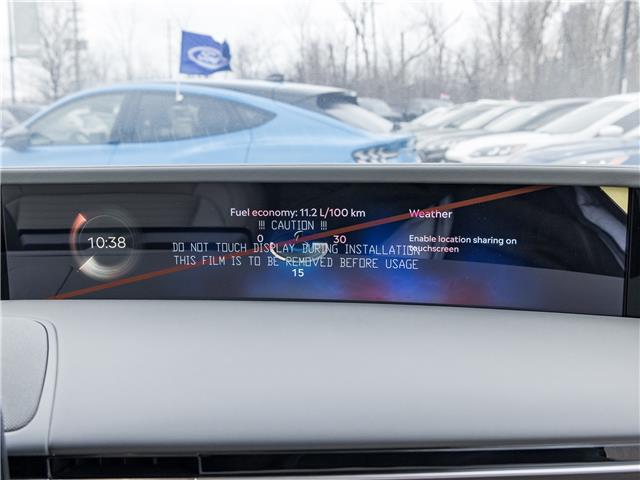 Ford
Fuel economy: 11.2 L/100 km
Weather
!!! CAUTION !!!
10:38
0
30
Enable location sharing on
touchscreen
DO NOT TOUCH DISPLAY DURING INSTALLATION
THIS FILM IS TO BE REMOVED BEFORE USAGE
15